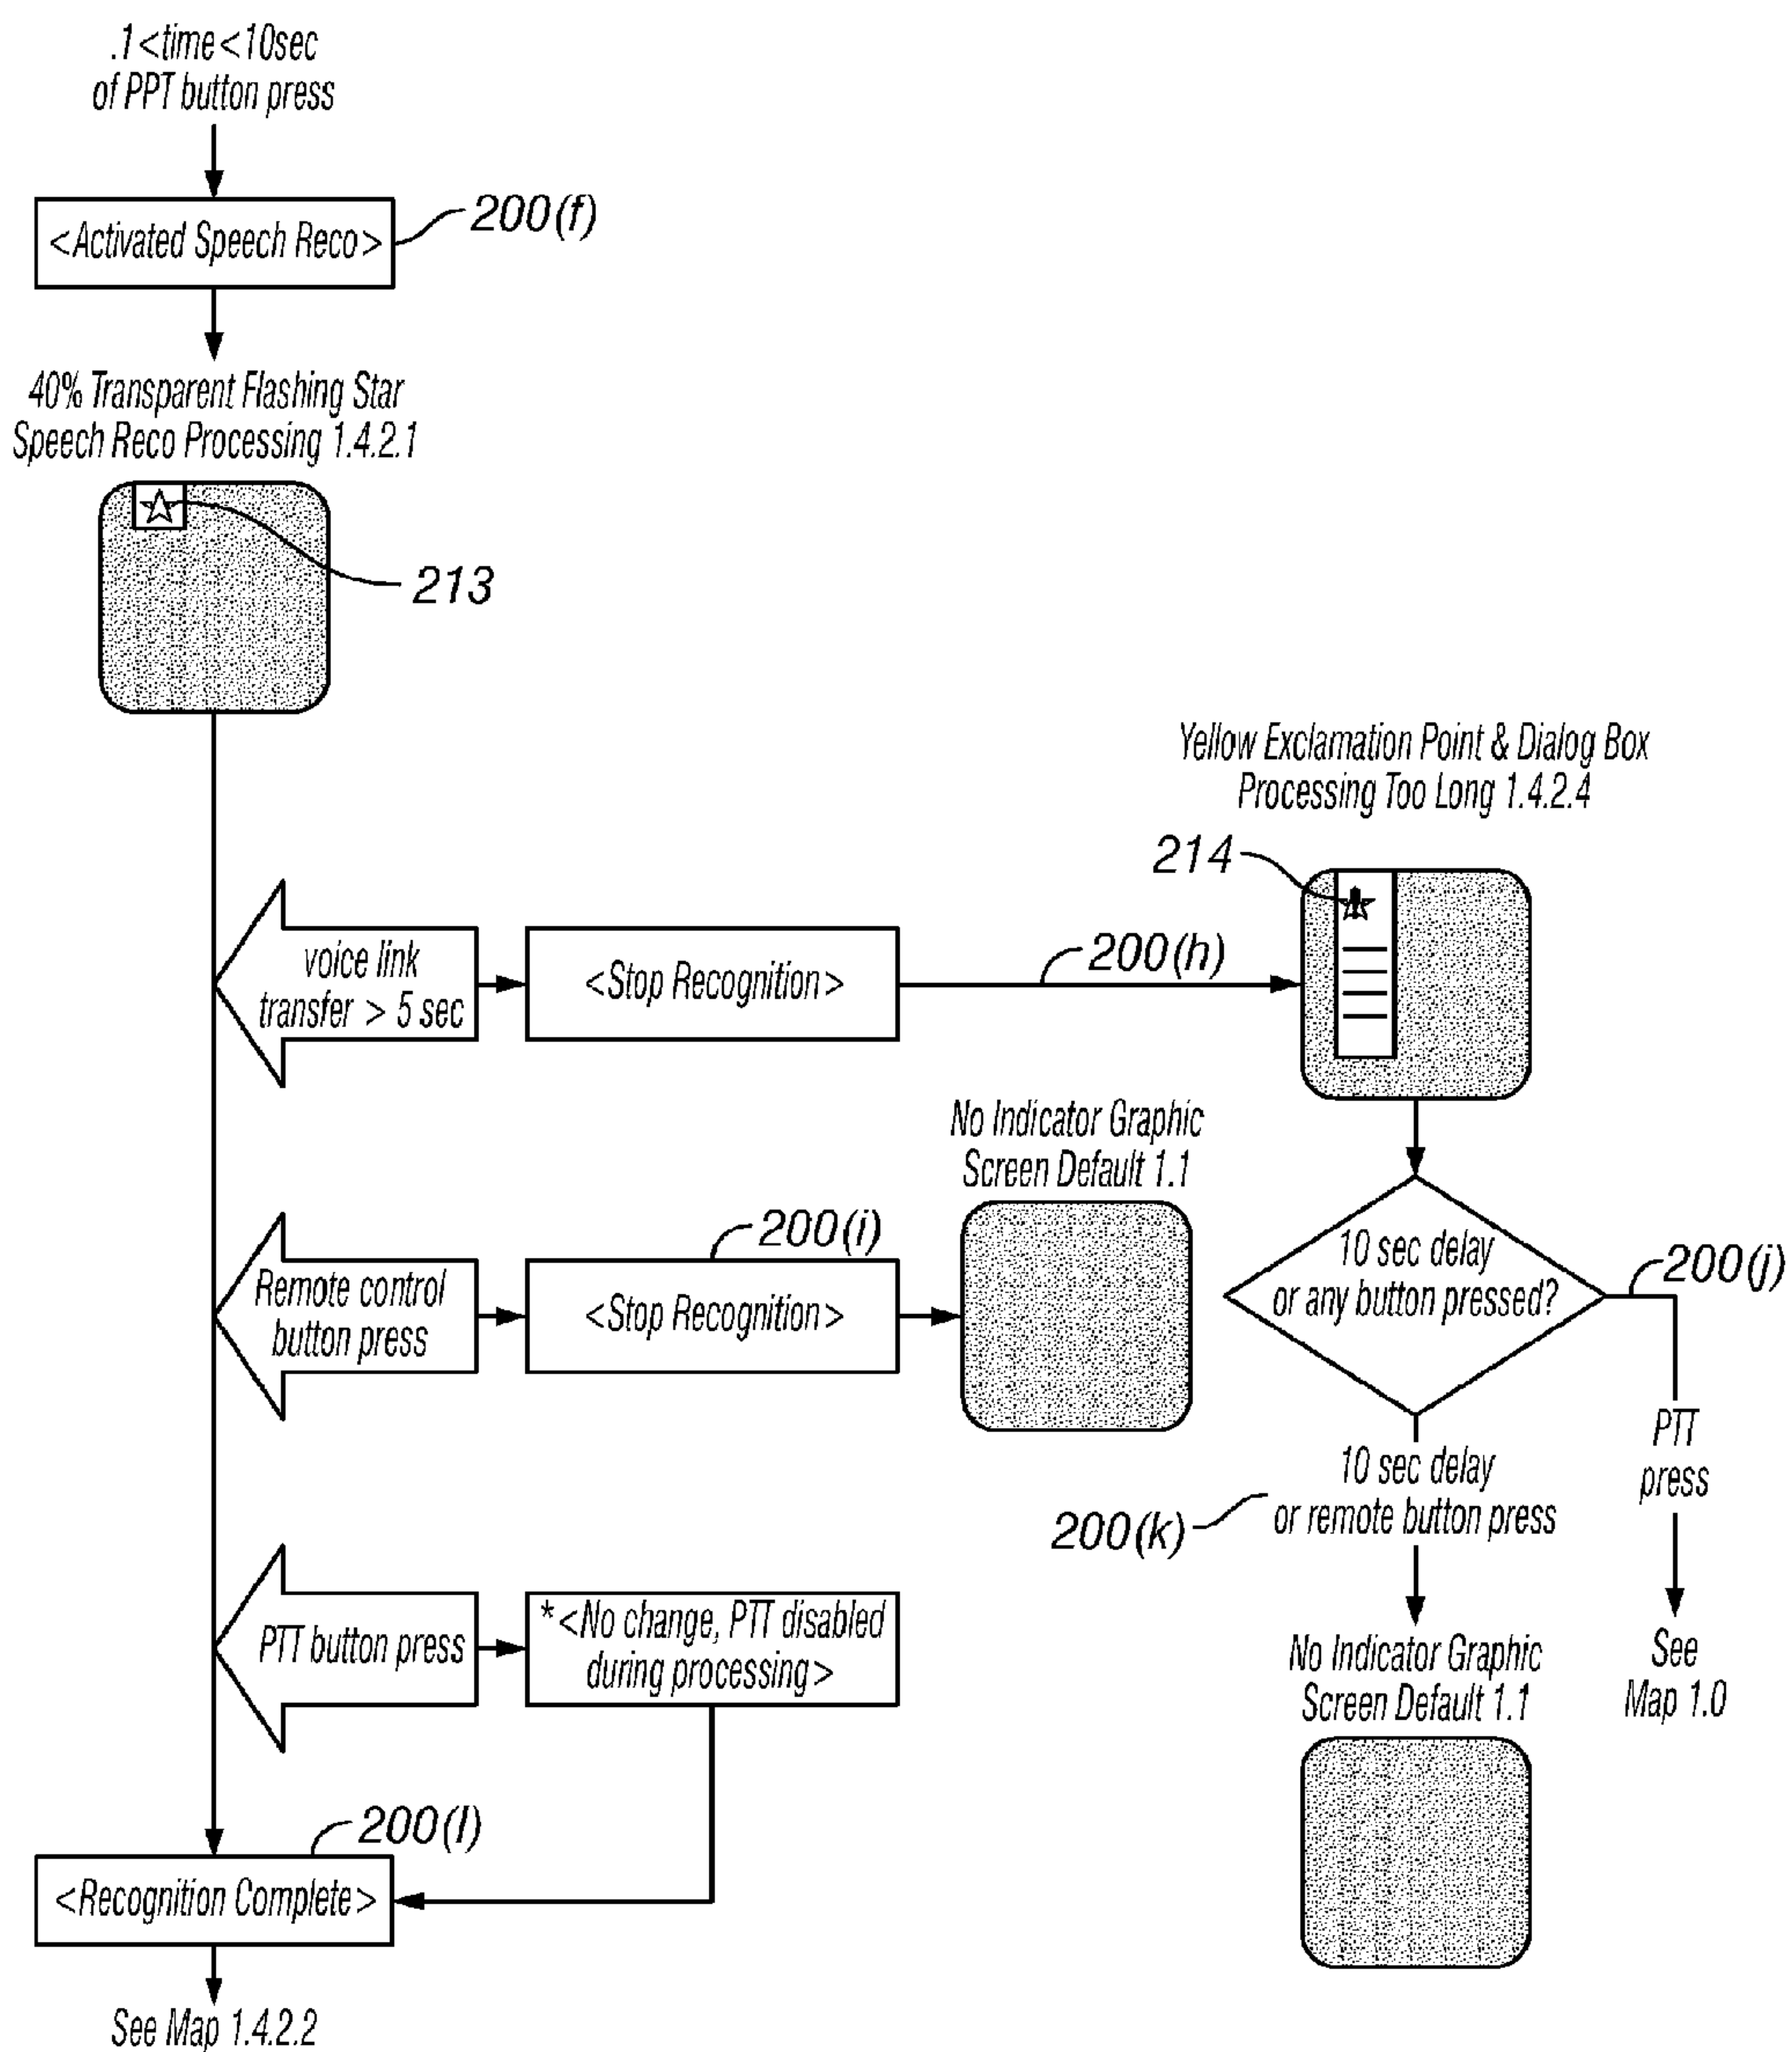 .1<time<10sec
of PPT button press
<Activated Speech Reco>
200(f)
40% Transparent Flashing Star
Speech Reco Processing 1.4.2.1
213
Yellow Exclamation Point & Dialog Box
Processing Too Long 1.4.2.4
214
voice link
transfer > 5 sec
<Stop Recognition>
200(h)
No Indicator Graphic
Screen Default 1.1
Remote control
button press
200(i)
<Stop Recognition>
10 sec delay
or any button pressed?
200(j)
PTT
press
See
Map 1.0
10 sec delay
or remote button press
200(k)
No Indicator Graphic
Screen Default 1.1
PTT button press
*<No change, PTT disabled
during processing>
200(l)
<Recognition Complete>
See Map 1.4.2.2